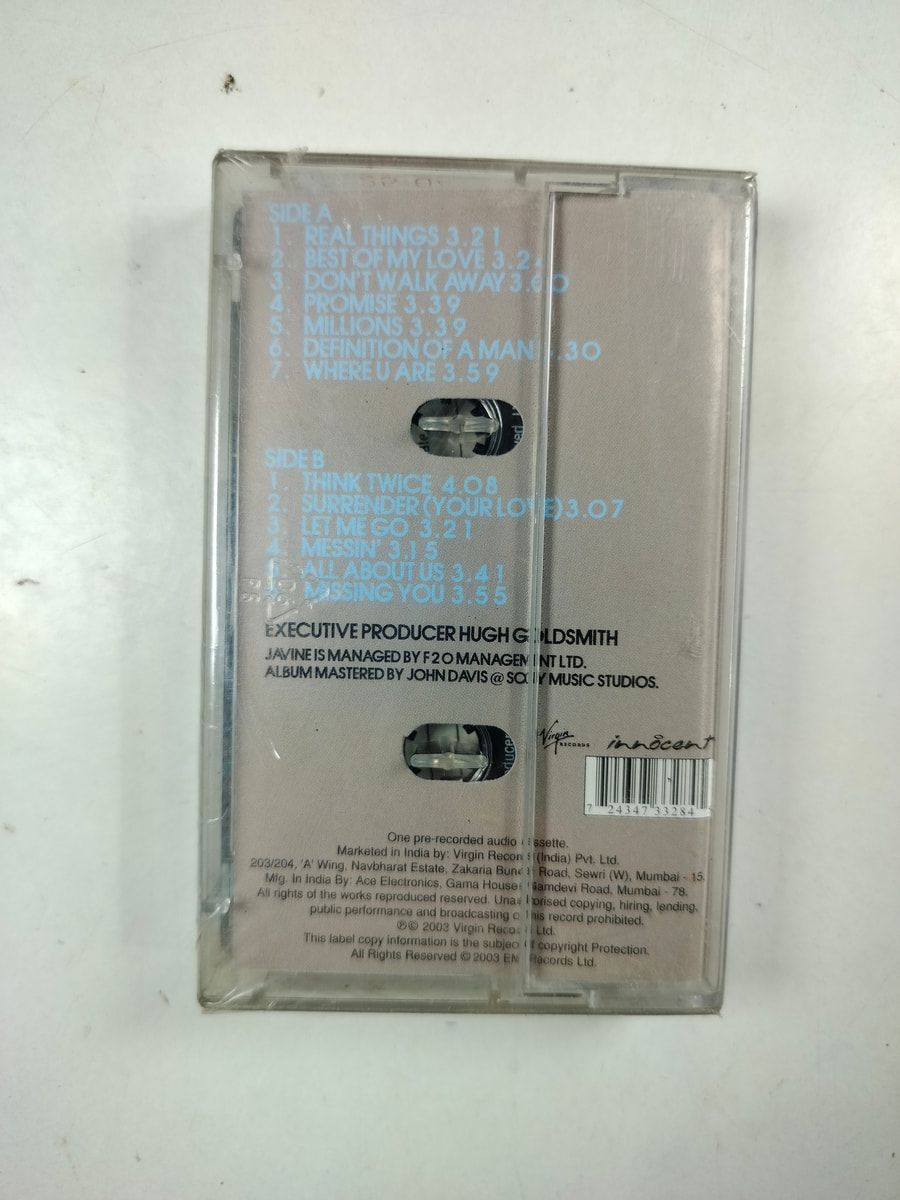 SIDE A
1. REAL THINGS 3.21
2. BEST OF MY LOVE
3. DON'T WALK AWAY
4. PROMISE 3.39
5. MILLIONS 3.39
6. DEFINITION OF A MAN
7. WHERE U ARE 3.59
SIDE B
1. THINK TWICE 4.08
2. SURRENDER (YOUR LOVE) 3.07
3. LET ME GO 3.21
4. MESSIN' 3.15
5. ALL ABOUT US 3.41
MISSING YOU 3.55
EXECUTIVE PRODUCER HUGH GOLDSMITH
JAVINE IS MANAGED BY F2O MANAGEMENT LTD.
ALBUM MASTERED BY JOHN DAVIS @ SONY MUSIC STUDIOS.
Virgin
RECORDS
innocent
7 24347 33284
One pre-recorded audio cassette.
Marketed in India by: Virgin Records (India) Pvt. Ltd.
203/204, 'A' Wing, Navbharat Estate, Zakaria Bunder Road, Sewri (W), Mumbai - 15.
Mfg. In India By: Ace Electronics, Gama House, Gamdevi Road, Mumbai - 78.
All rights of the works reproduced reserved. Unauthorised copying, hiring, lending,
public performance and broadcasting of this record prohibited.
℗© 2003 Virgin Records Ltd.
This label copy information is the subject of copyright Protection.
All Rights Reserved © 2003 EMI Records Ltd.